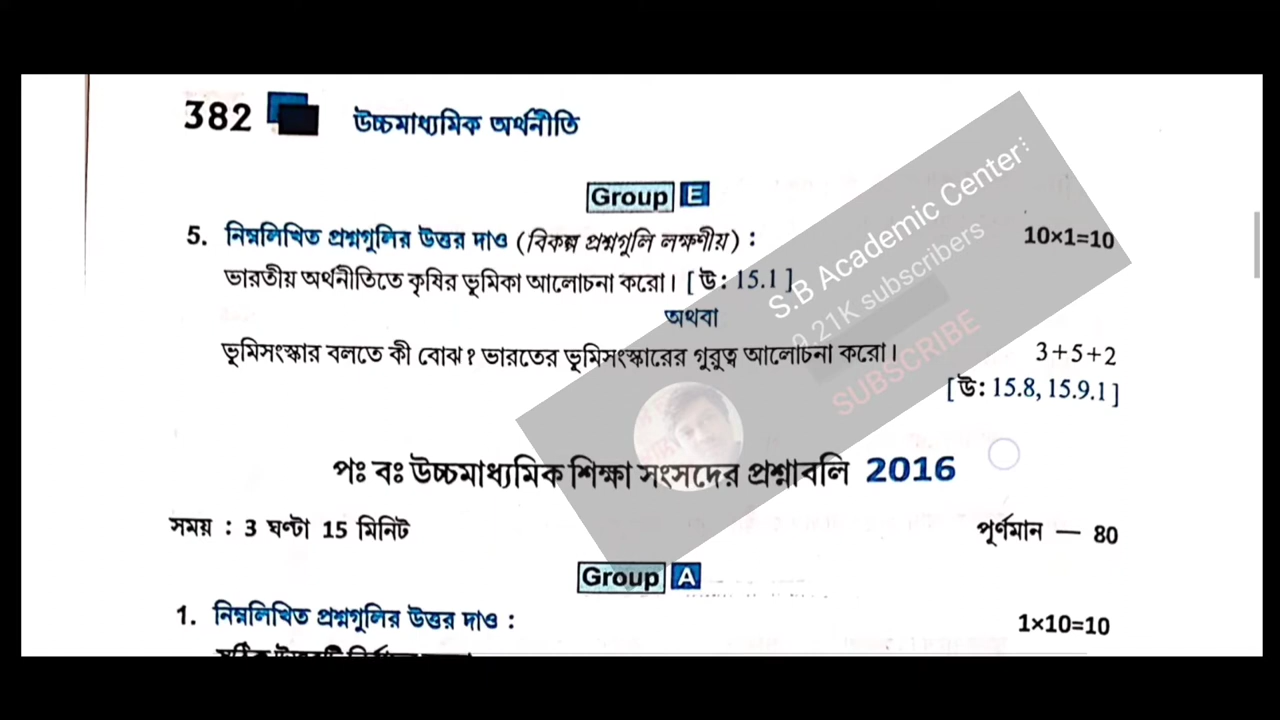 382 উচ্চমাধ্যমিক অর্থনীতি
Group E
5. নিম্নলিখিত প্রশ্নগুলির উত্তর দাও (বিকল্প প্রশ্নগুলি লক্ষণীয়) : 10×1=10
ভারতীয় অর্থনীতিতে কৃষির ভূমিকা আলোচনা করো। [ উ: 15.1 ]
অথবা
ভূমিসংস্কার বলতে কী বোঝ? ভারতের ভূমিসংস্কারের গুরুত্ব আলোচনা করো। 3+5+2
[ উ: 15.8, 15.9.1 ]
পঃ বঃ উচ্চমাধ্যমিক শিক্ষা সংসদের প্রশ্নাবলি 2016
সময় : 3 ঘণ্টা 15 মিনিট পূর্ণমান — 80
Group A
1. নিম্নলিখিত প্রশ্নগুলির উত্তর দাও : 1×10=10
S.B Academic Center
9.21K subscribers
SUBSCRIBE